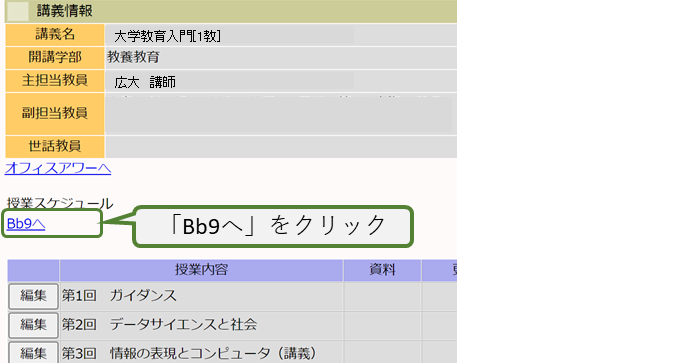 講義情報
講義名 大学教育入門[1教]
開講学部 教養教育
主担当教員 広大 講師
副担当教員
世話教員
オフィスアワーへ
授業スケジュール
Bb9へ
「Bb9へ」をクリック
授業内容 資料
編集 第1回 ガイダンス
編集 第2回 データサイエンスと社会
編集 第3回 情報の表現とコンピュータ（講義）